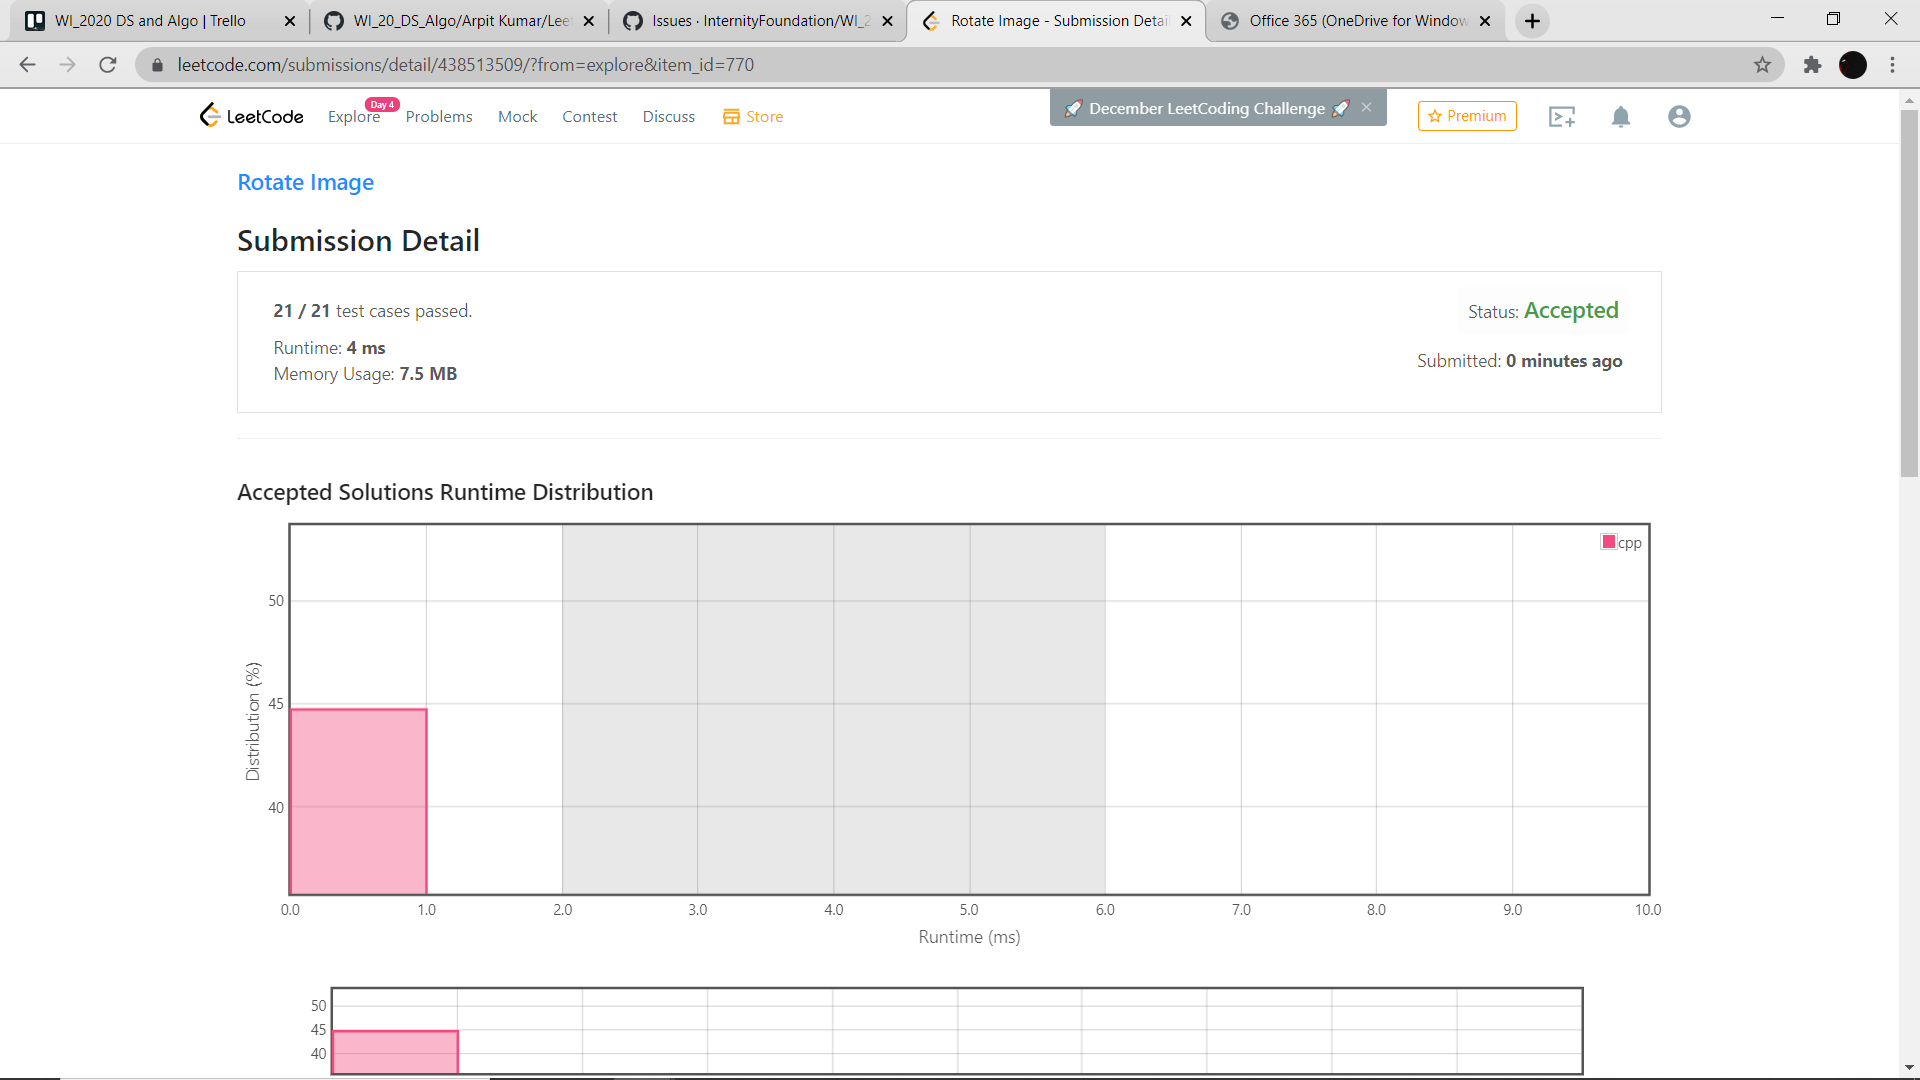 WI_2020 DS and Algo | Trello
WI_20_DS_Algo/Arpit Kumar/Lee
Issues · InternityFoundation/WI_2
Rotate Image - Submission Detai
Office 365 (OneDrive for Window
leetcode.com/submissions/detail/438513509/?from=explore&item_id=770
LeetCode
Explore
Day 4
Problems
Mock
Contest
Discuss
Store
🚀 December LeetCoding Challenge 🚀 ×
Premium
Rotate Image
Submission Detail
21 / 21 test cases passed.
Status: Accepted
Runtime: 4 ms
Submitted: 0 minutes ago
Memory Usage: 7.5 MB
Accepted Solutions Runtime Distribution
cpp
50
45
40
Distribution (%)
0.0 1.0 2.0 3.0 4.0 5.0 6.0 7.0 8.0 9.0 10.0
Runtime (ms)
50
45
40